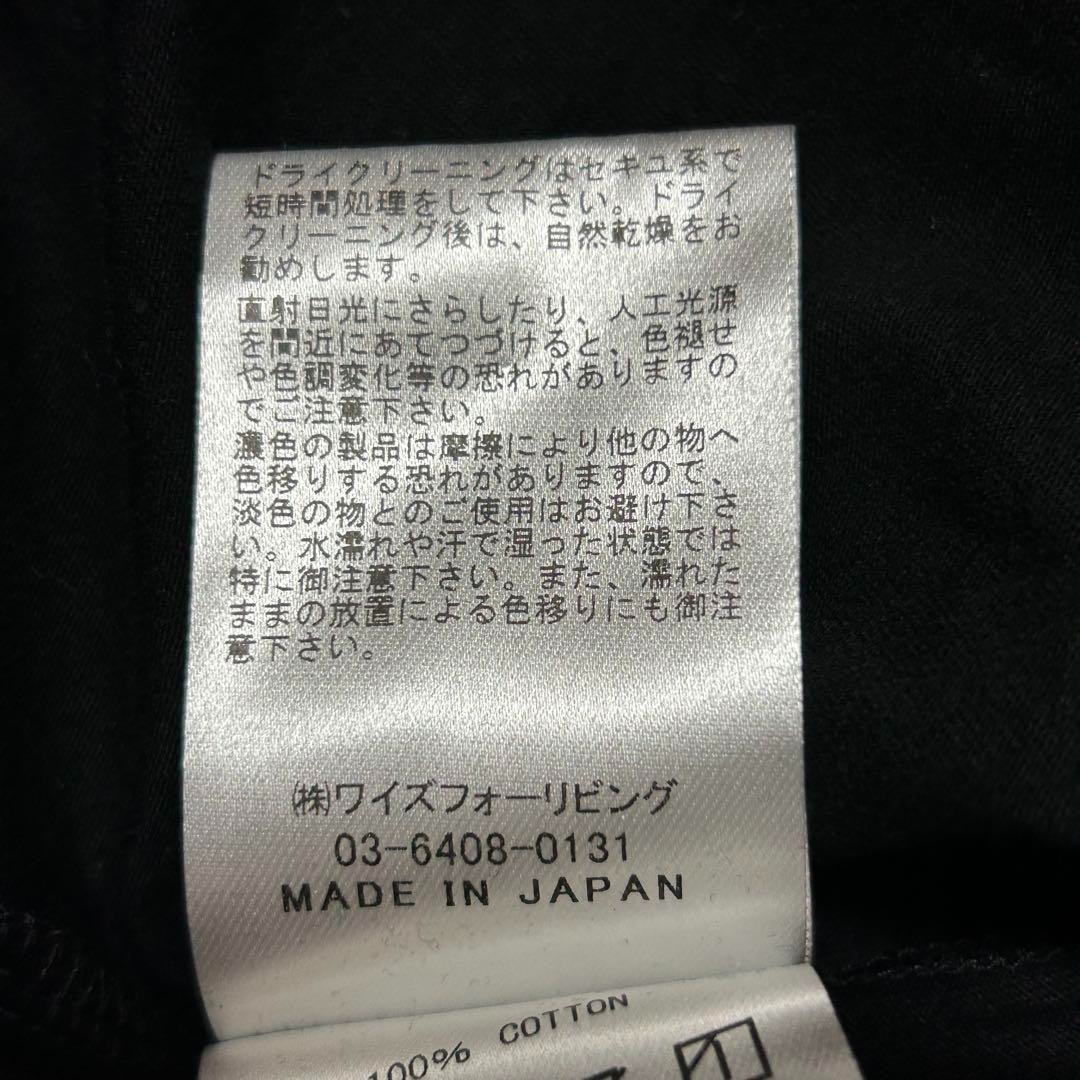 ドライクリーニングはセキユ系で
短時間処理をして下さい。ドライ
クリーニング後は、自然乾燥をお
勧めします。
直射日光にさらしたり、人工光源
を間近にあてつづけると、色褪せ
や色調変化等の恐れがありますの
でご注意下さい。
濃色の製品は摩擦により他の物へ
色移りする恐れがありますので、
淡色の物とのご使用はお避け下さ
い。水濡れや汗で湿った状態では
特に御注意下さい。また、濡れた
ままの放置による色移りにも御注
意下さい。
㈱ワイズフォーリビング
03-6408-0131
MADE IN JAPAN
100% COTTON